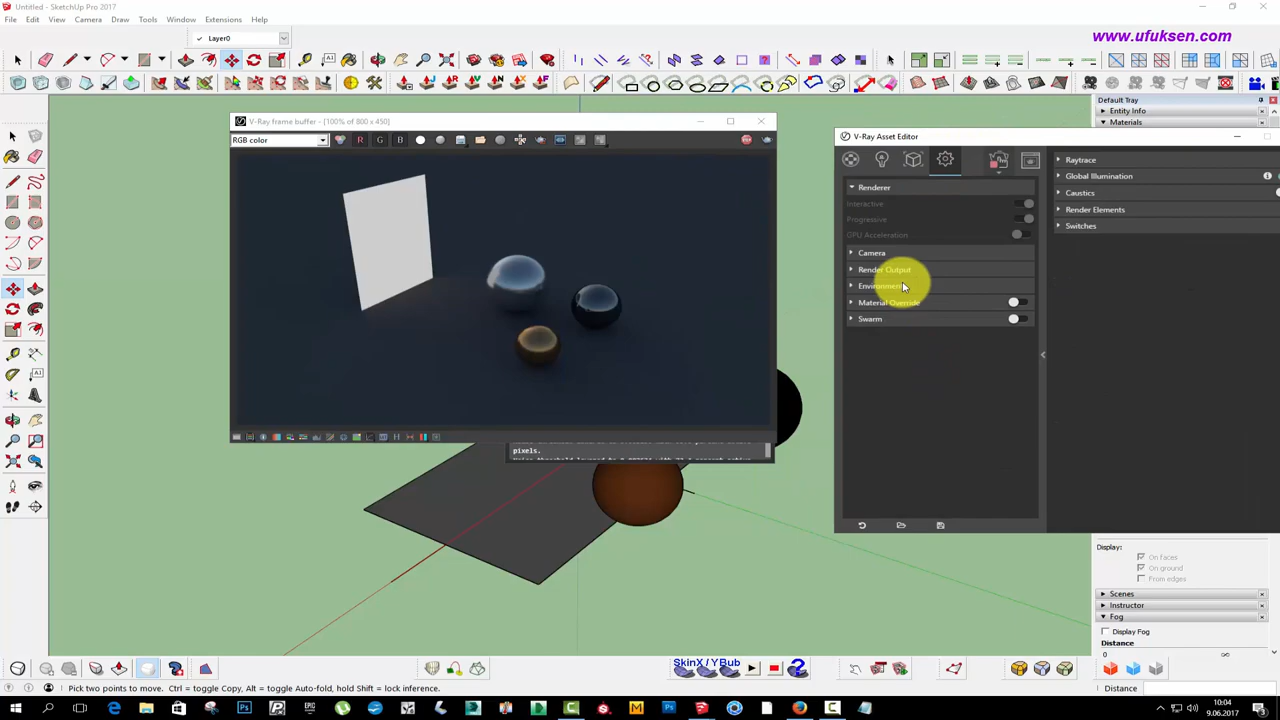 Untitled - SketchUp Pro 2017
File Edit View Camera Draw Tools Window Extensions Help
Layer0
www.ufuksen.com
Default Tray
Entity Info
Materials
V-Ray frame buffer - [100% of 800 x 450]
RGB color
R G B
V-Ray Asset Editor
Renderer
Interactive
Progressive
GPU Acceleration
Camera
Render Output
Environment
Material Override
Swarm
Raytrace
Global Illumination
Caustics
Render Elements
Switches
pixels.
Display:
On faces
On ground
From edges
Scenes
Instructor
Fog
Display Fog
Distance
0
SkinX / YBub
Pick two points to move. Ctrl = toggle Copy, Alt = toggle Auto-fold, hold Shift = lock inference.
Distance
10:04
9.06.2017